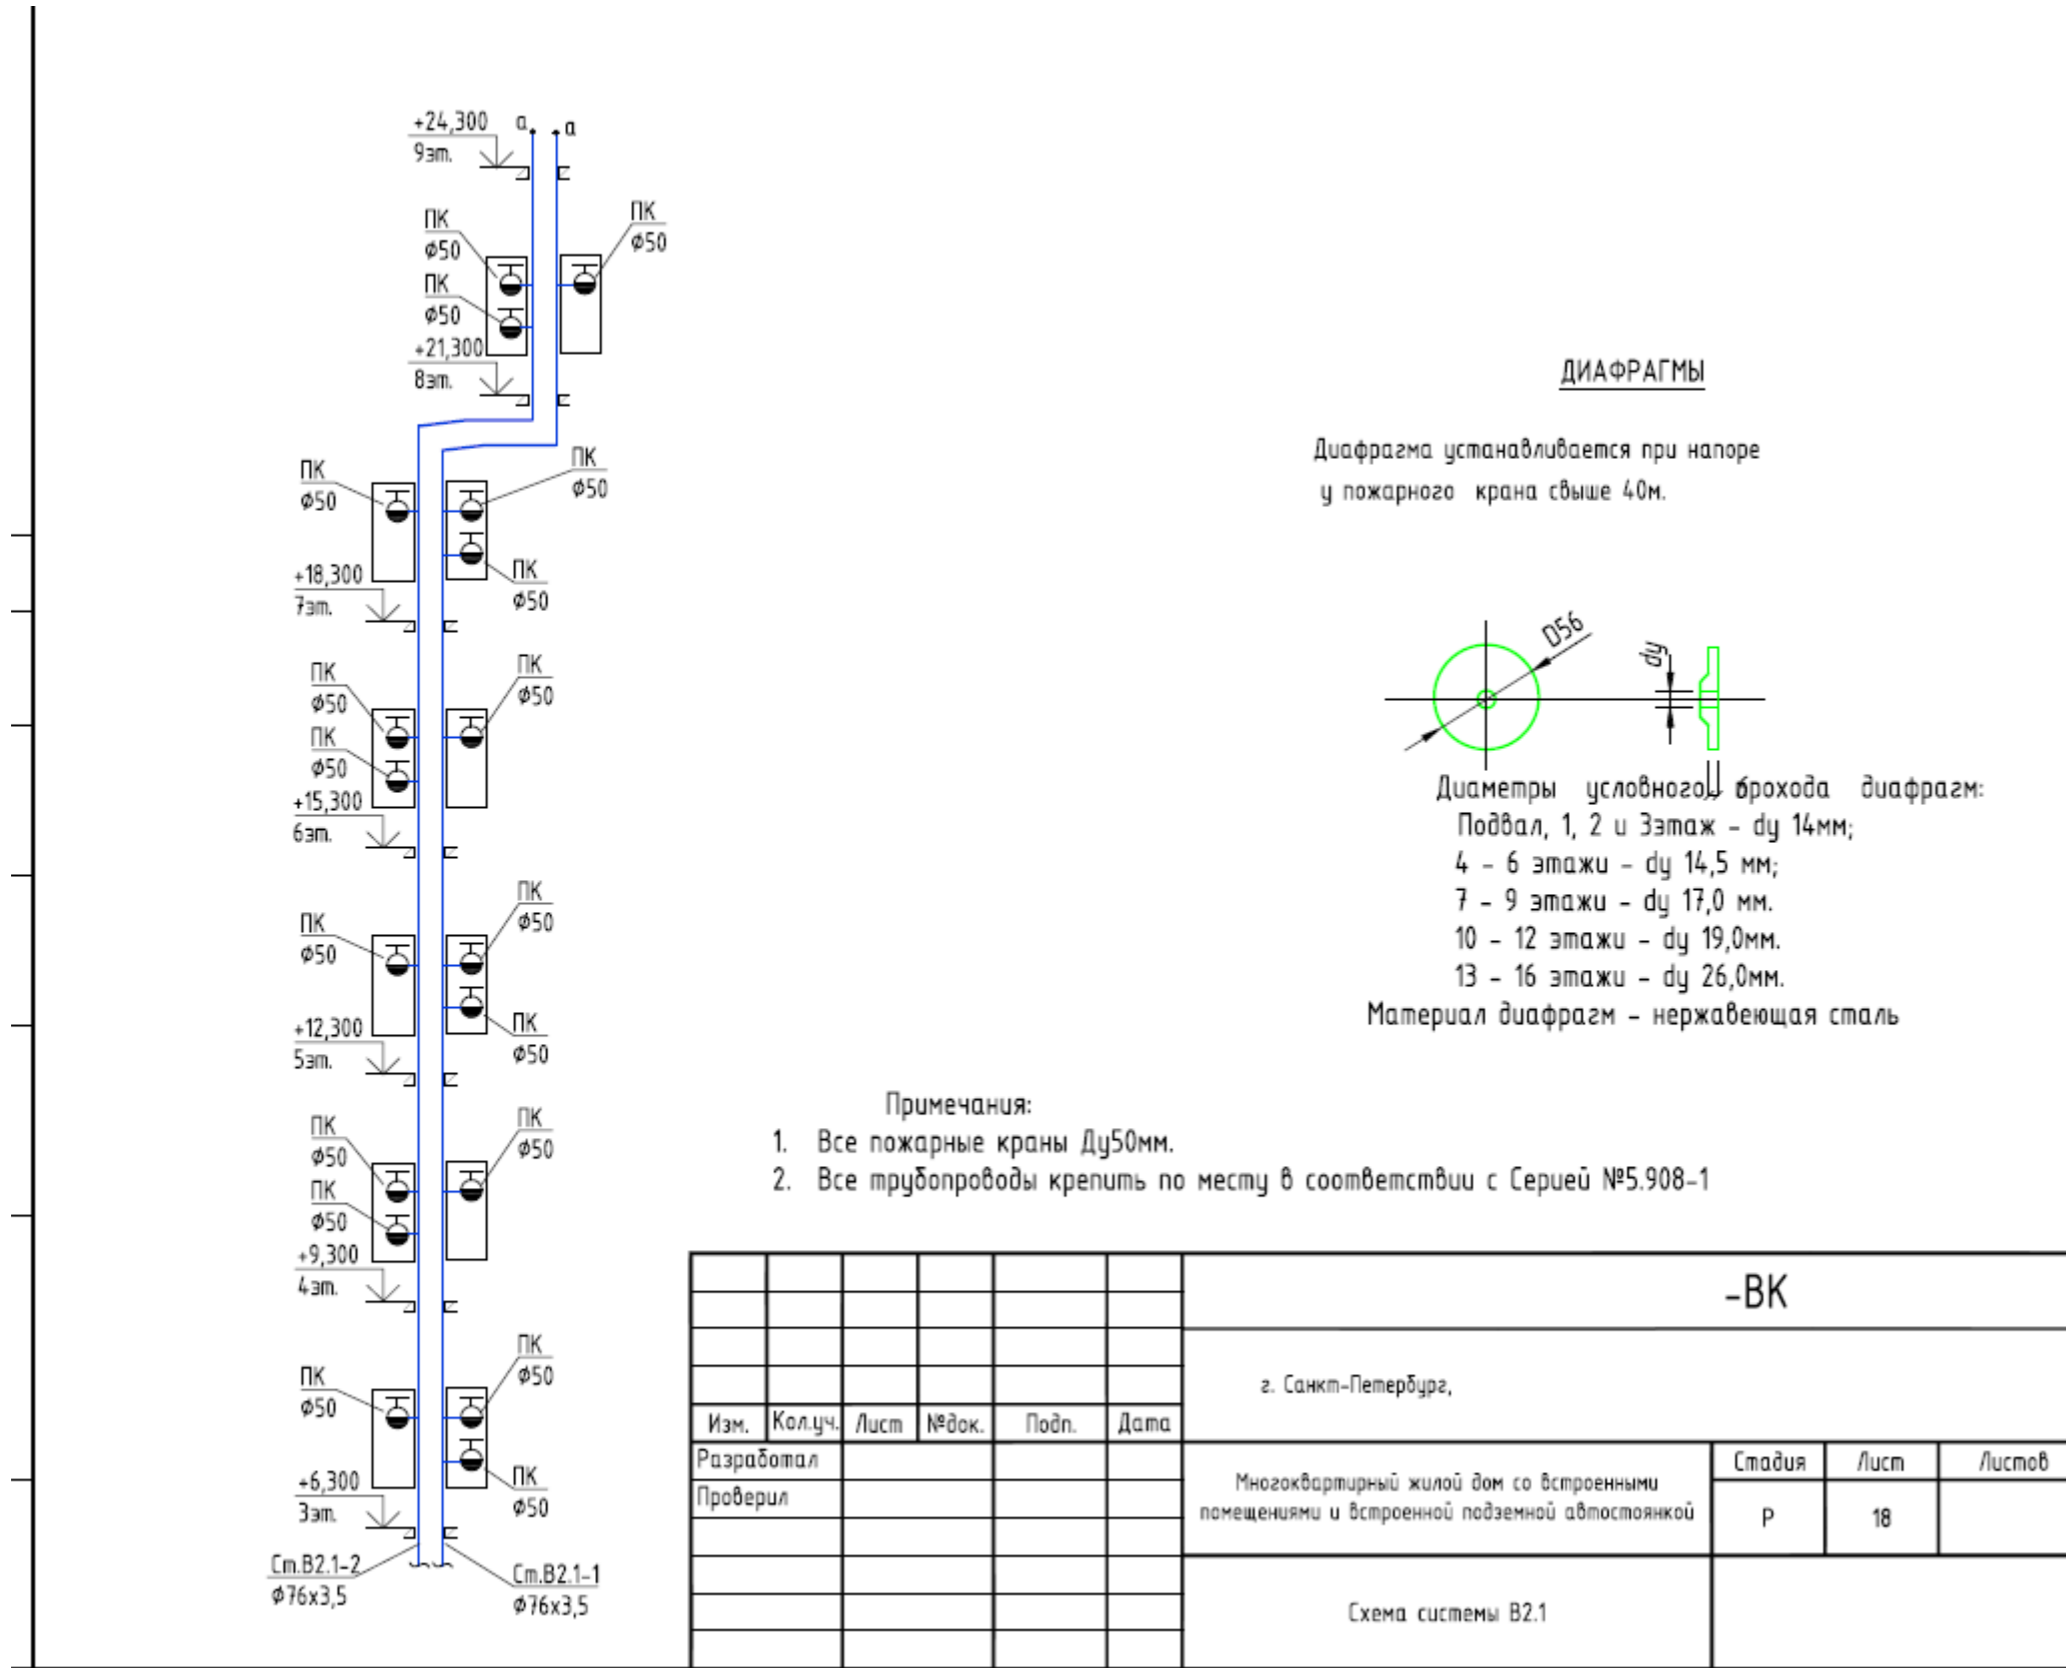 +24,300
9эт.
а
а
ПК
ф50
ПК
ф50
ПК
ф50
+21,300
8эт.
ПК
ф50
ПК
ф50
ПК
ф50
+18,300
7эт.
ПК
ф50
ПК
ф50
ПК
ф50
+15,300
6эт.
ПК
ф50
ПК
ф50
ПК
ф50
+12,300
5эт.
ПК
ф50
ПК
ф50
ПК
ф50
+9,300
4эт.
ПК
ф50
ПК
ф50
ПК
ф50
+6,300
3эт.
Ст.В2.1-2
ф76х3,5
Ст.В2.1-1
ф76х3,5
ДИАФРАГМЫ
Диафрагма устанавливается при напоре
у пожарного крана свыше 40м.
D56
dy
Диаметры условного прохода диафрагм:
Подвал, 1, 2 и 3этаж - dy 14мм;
4 - 6 этажи - dy 14,5 мм;
7 - 9 этажи - dy 17,0 мм.
10 - 12 этажи - dy 19,0мм.
13 - 16 этажи - dy 26,0мм.
Материал диафрагм - нержавеющая сталь
Примечания:
1. Все пожарные краны Ду50мм.
2. Все трубопроводы крепить по месту в соответствии с Серией №5.908-1
-ВК
г. Санкт-Петербург,
Изм. Кол.уч. Лист №док. Подп. Дата
Разработал
Проверил
Многоквартирный жилой дом со встроенными
помещениями и встроенной подземной автостоянкой
Стадия Лист Листов
Р 18
Схема системы В2.1